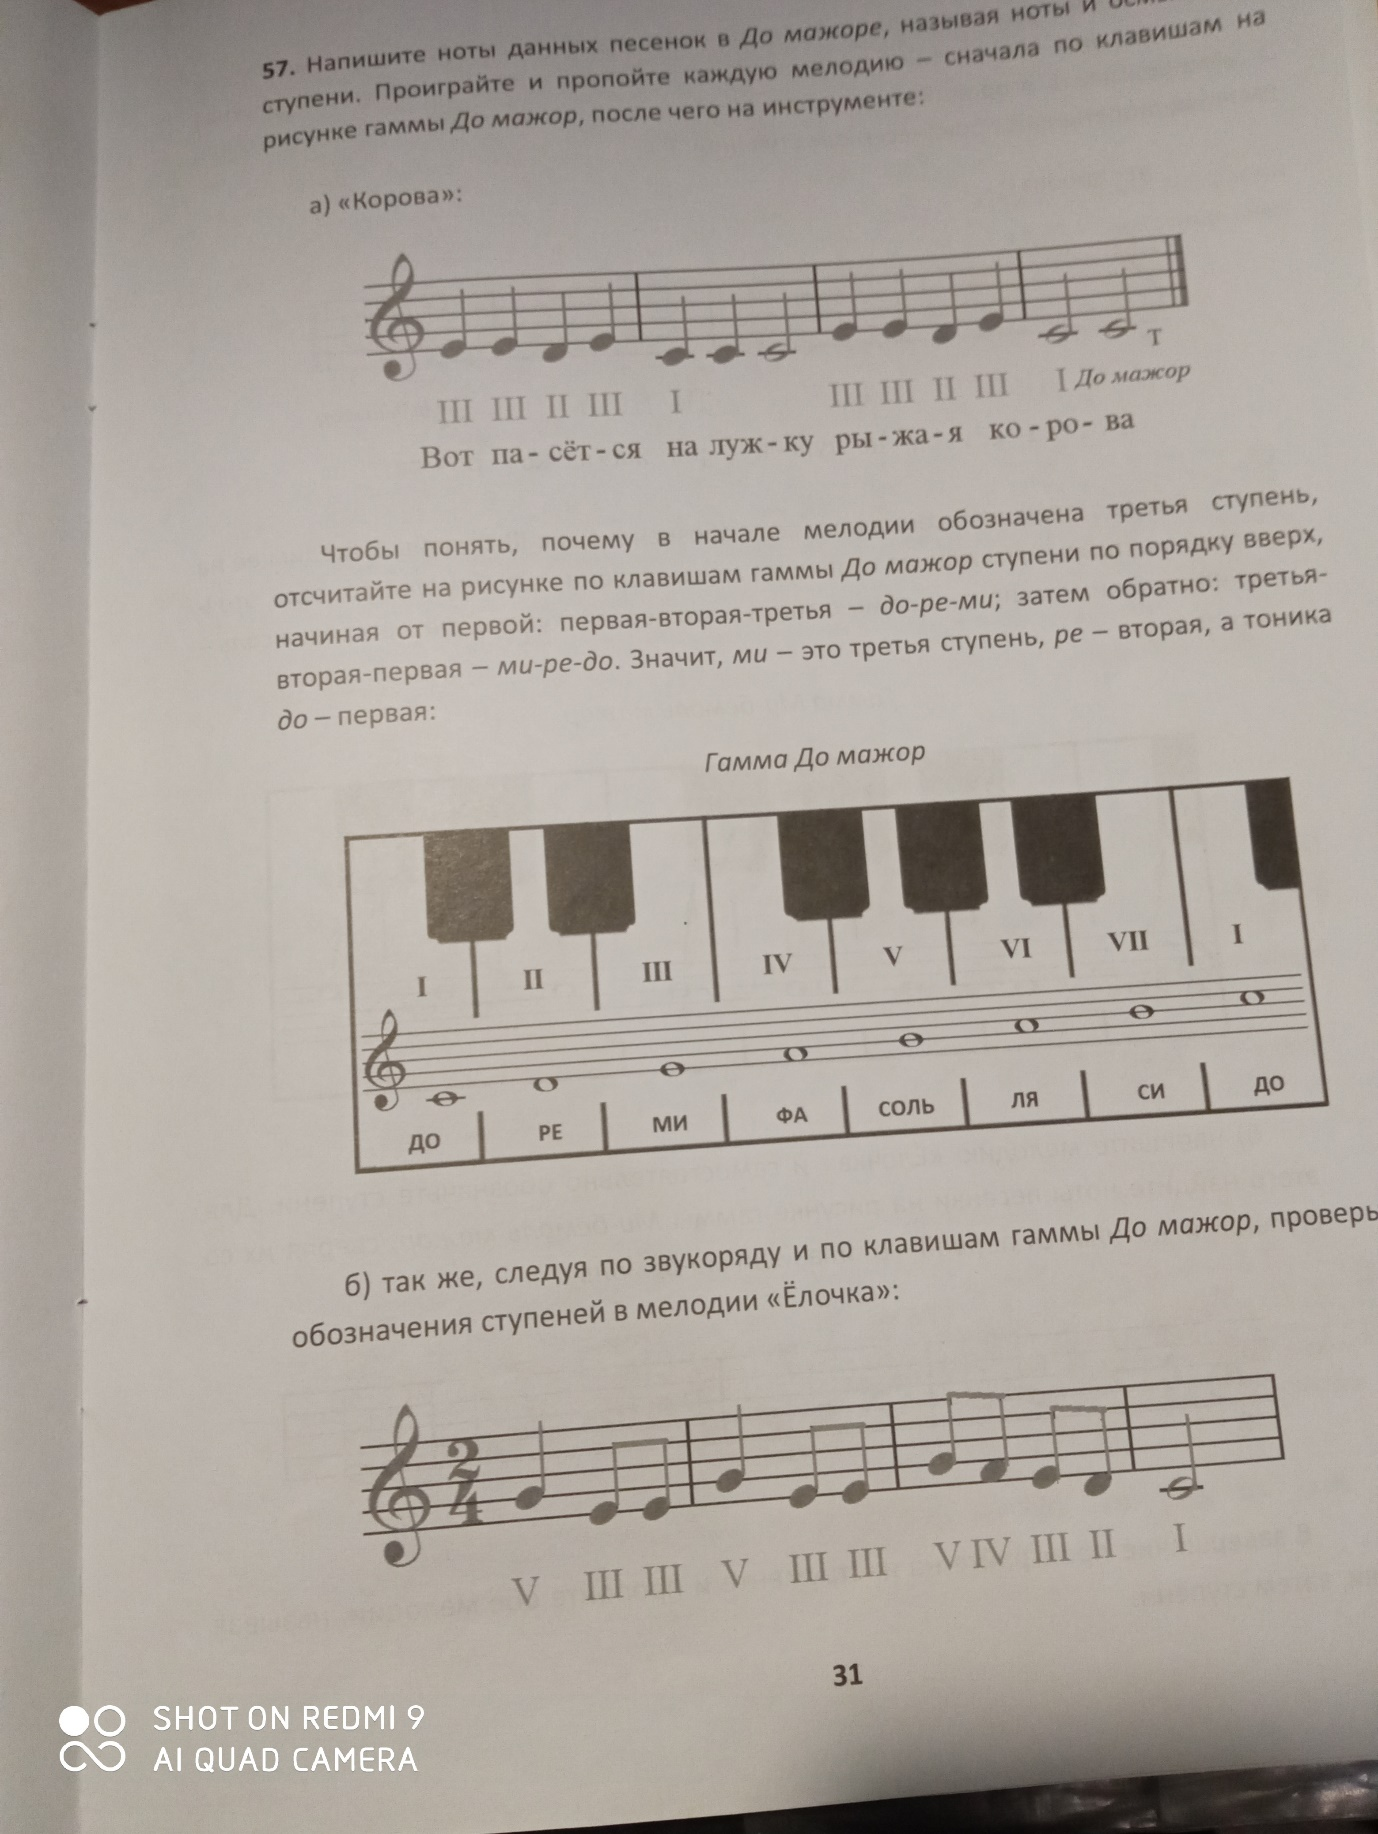 57. Напишите ноты данных песенок в До мажоре, называя ноты и
ступени. Проиграйте и пропойте каждую мелодию – сначала по клавишам на
рисунке гаммы До мажор, после чего на инструменте:
а) «Корова»:
Т
III III II III I III III II III I До мажор
Вот па- сёт-ся на луж-ку ры-жа-я ко-ро- ва
Чтобы понять, почему в начале мелодии обозначена третья ступень,
отсчитайте на рисунке по клавишам гаммы До мажор ступени по порядку вверх,
начиная от первой: первая-вторая-третья – до-ре-ми; затем обратно: третья-
вторая-первая – ми-ре-до. Значит, ми – это третья ступень, ре – вторая, а тоника
до – первая:
Гамма До мажор
I II III IV V VI VII I
ДО РЕ МИ ФА СОЛЬ ЛЯ СИ ДО
б) так же, следуя по звукоряду и по клавишам гаммы До мажор, проверь
обозначения ступеней в мелодии «Ёлочка»:
2
4
V III III V III III V IV III II I
31
SHOT ON REDMI 9
AI QUAD CAMERA